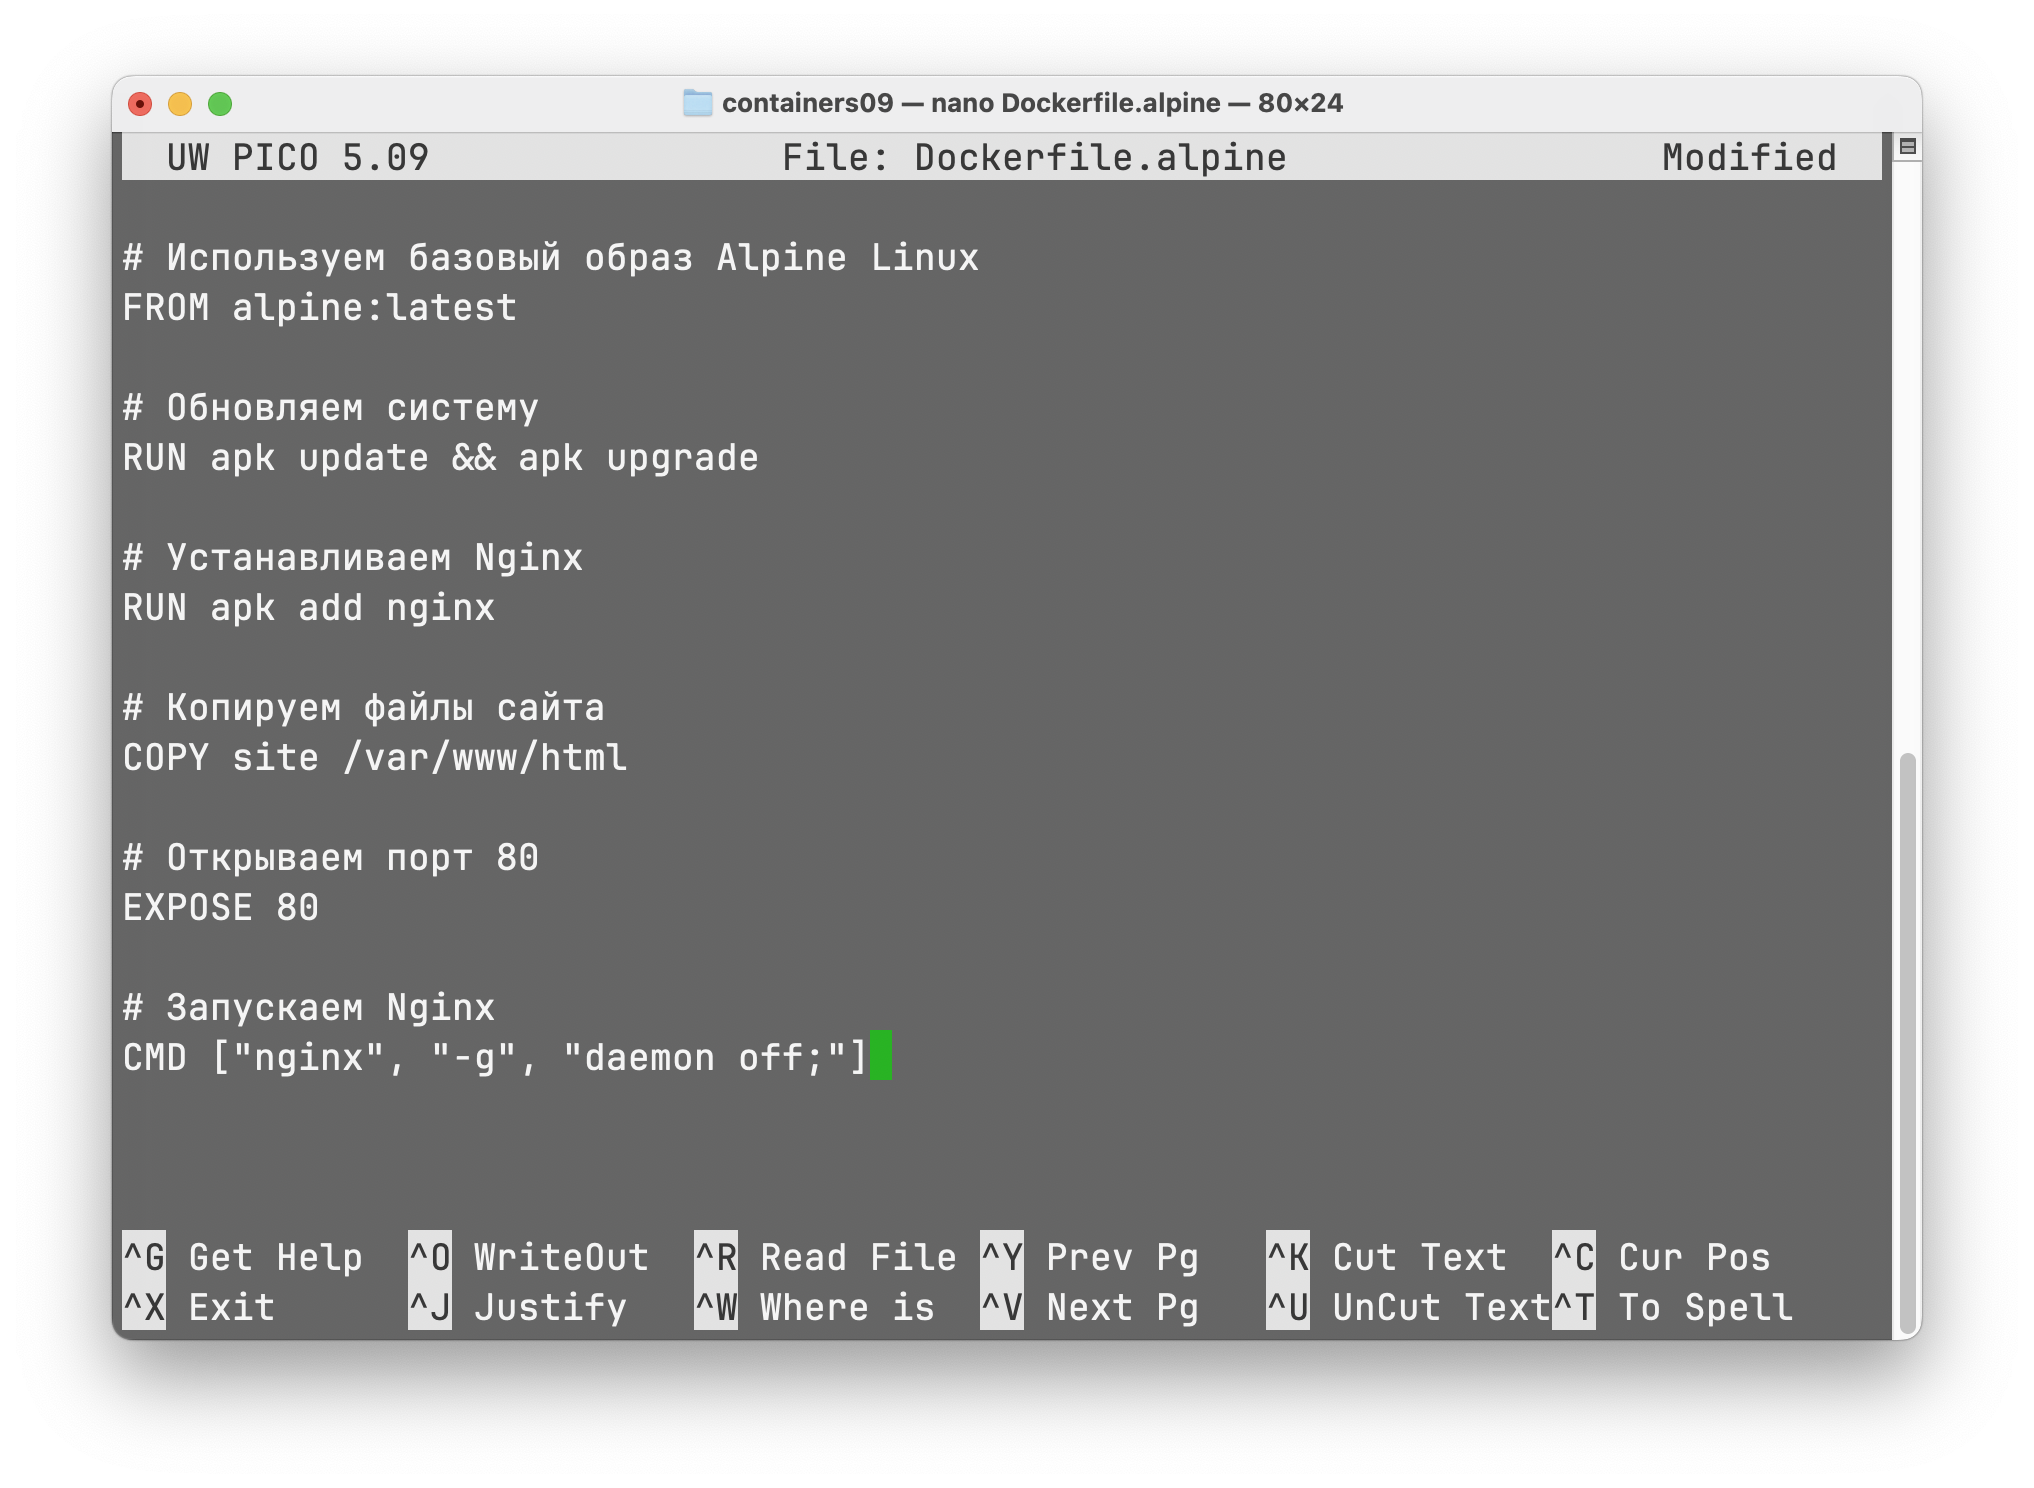 containers09 — nano Dockerfile.alpine — 80×24
UW PICO 5.09 File: Dockerfile.alpine Modified
# Используем базовый образ Alpine Linux
FROM alpine:latest
# Обновляем систему
RUN apk update && apk upgrade
# Устанавливаем Nginx
RUN apk add nginx
# Копируем файлы сайта
COPY site /var/www/html
# Открываем порт 80
EXPOSE 80
# Запускаем Nginx
CMD ["nginx", "-g", "daemon off;"]
^G Get Help ^O WriteOut ^R Read File ^Y Prev Pg ^K Cut Text ^C Cur Pos
^X Exit ^J Justify ^W Where is ^V Next Pg ^U UnCut Text ^T To Spell